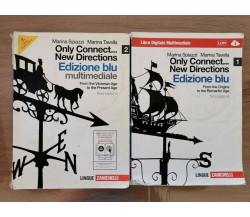 Marina Spiazzi Marina Tavella
Only Connect...
New Directions
Edizione blu
multimediale
From the Victorian Age
to the Present Age
2
LINGUE ZANICHELLI
Libro Digitale Multimediale
Marina Spiazzi Marina Tavella
Only Connect...
New Directions
Edizione blu
From the Origins
to the Romantic Age
1
LINGUE ZANICHELLI